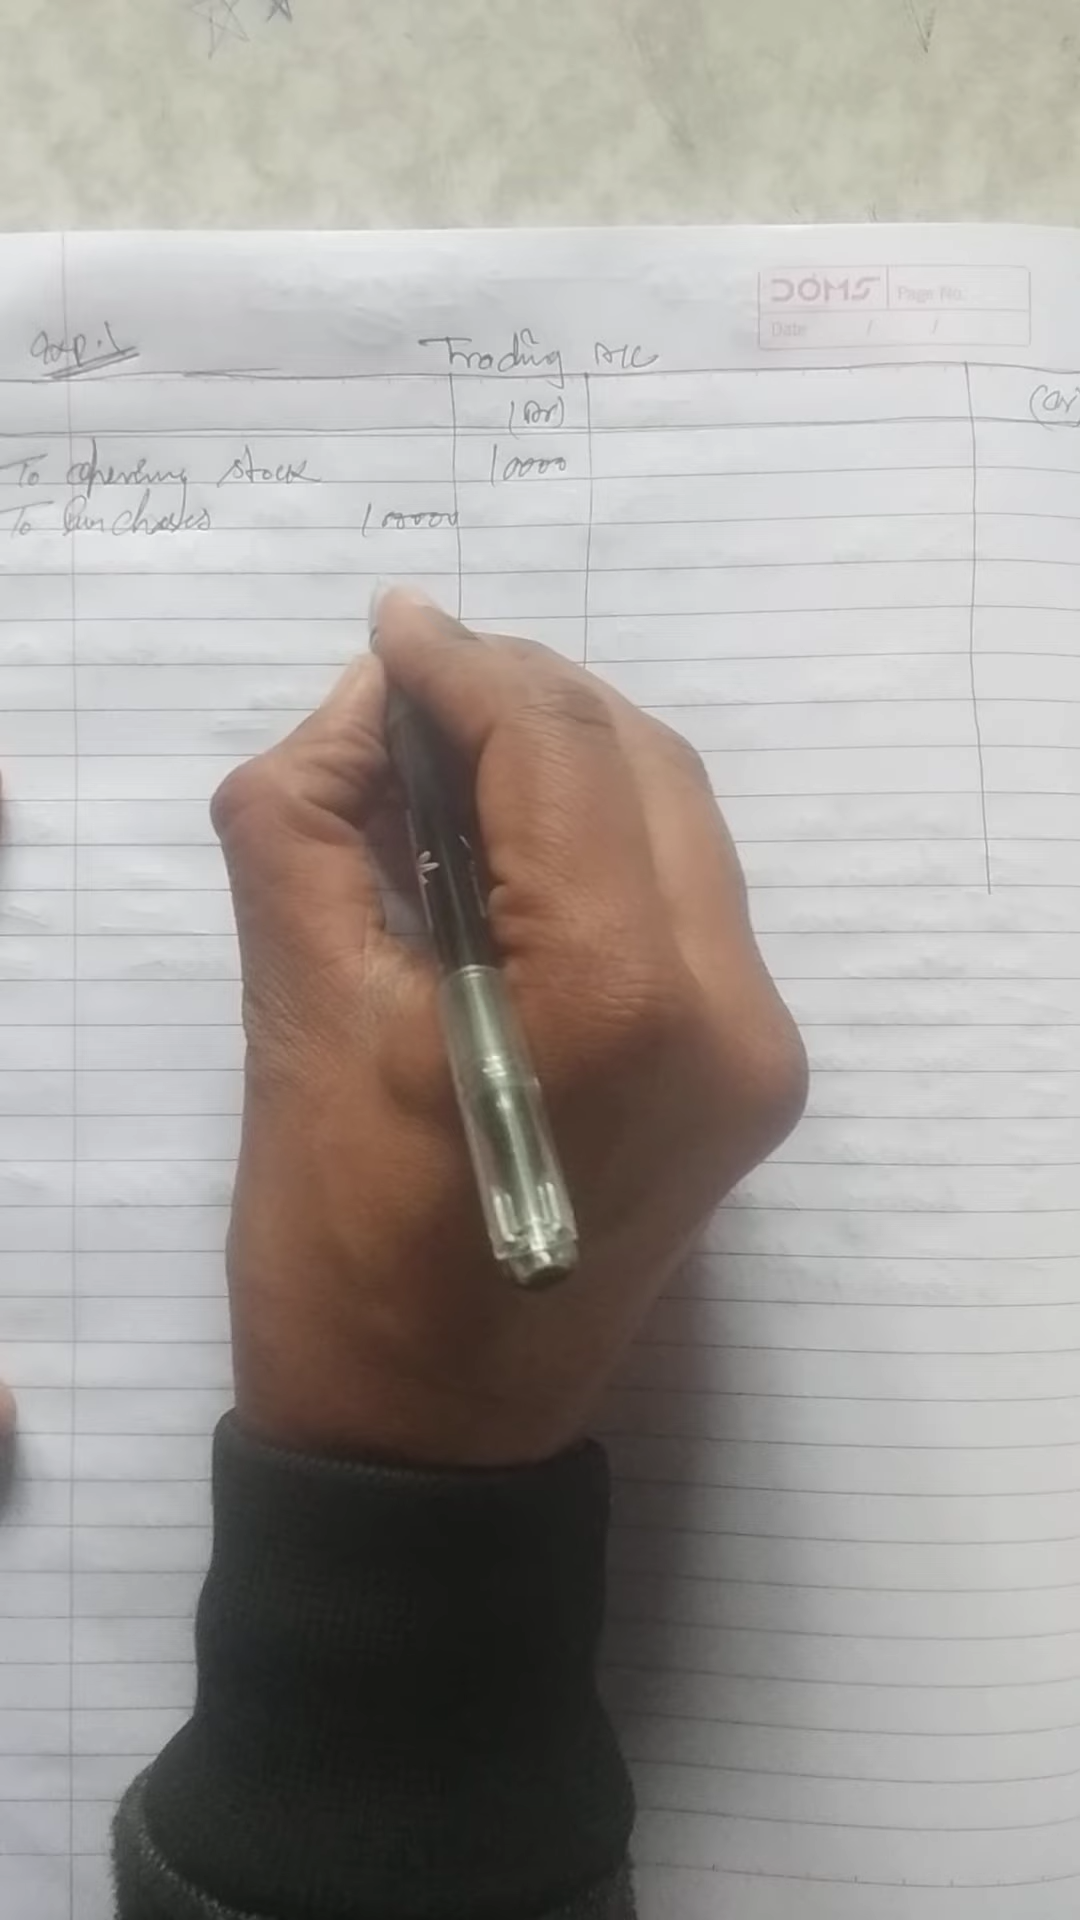 DOMS Page No.
Date / /
Exp.1 Trading A/C
(Dr) (Cr)
To opening stock 10000
To Purchases 100000